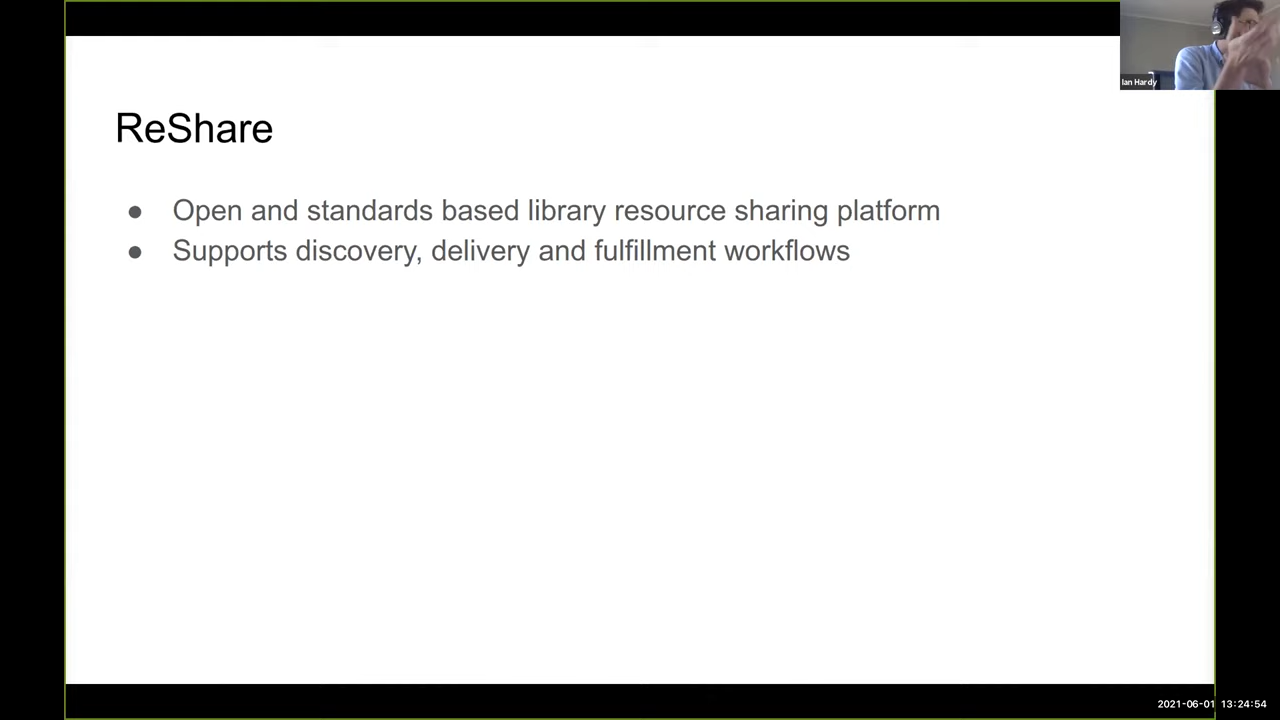 Ian Hardy
ReShare
● Open and standards based library resource sharing platform
● Supports discovery, delivery and fulfillment workflows
2021-06-01 13:24:54